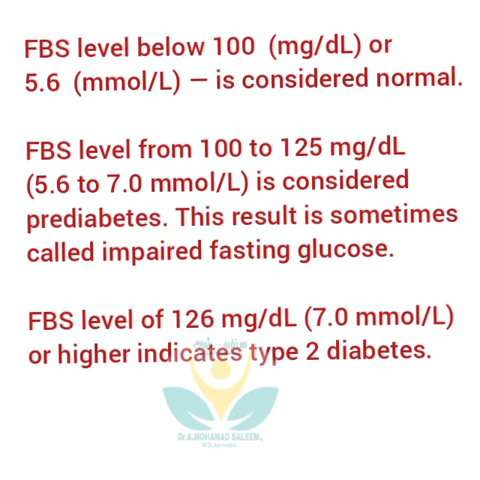 FBS level below 100 (mg/dL) or
5.6 (mmol/L) — is considered normal.
FBS level from 100 to 125 mg/dL
(5.6 to 7.0 mmol/L) is considered
prediabetes. This result is sometimes
called impaired fasting glucose.
FBS level of 126 mg/dL (7.0 mmol/L)
or higher indicates type 2 diabetes.
Dr.A.MOHAMAD SALEEM.,